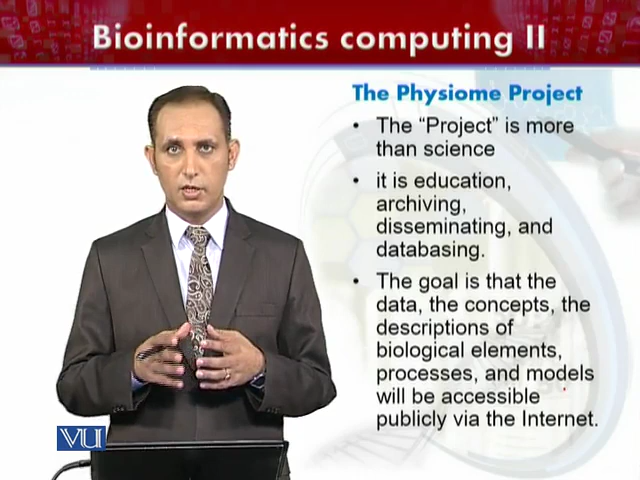 Bioinformatics computing II
The Physiome Project
• The “Project” is more
than science
• it is education,
archiving,
disseminating, and
databasing.
• The goal is that the
data, the concepts, the
descriptions of
biological elements,
processes, and models
will be accessible
publicly via the Internet.
VU